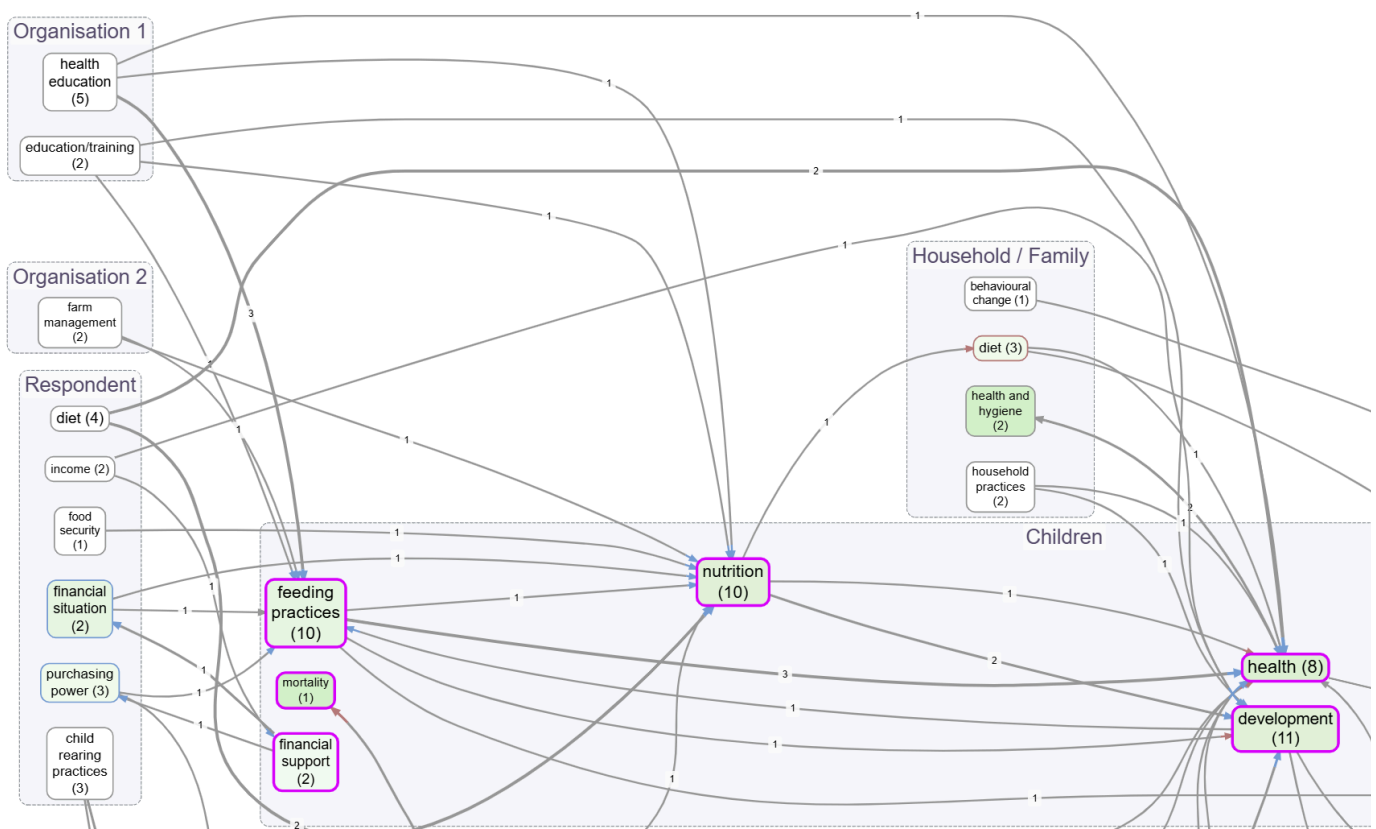 Organisation 1
health
education
(5)
education/training
(2)
Organisation 2
farm
management
(2)
Respondent
diet (4)
income (2)
food
security
(1)
financial
situation
(2)
purchasing
power (3)
child
rearing
practices
(3)
Household / Family
behavioural
change (1)
diet (3)
health and
hygiene
(2)
household
practices
(2)
Children
feeding
practices
(10)
mortality
(1)
financial
support
(2)
nutrition
(10)
health (8)
development
(11)
1
1
1
2
1
1
3
1
1
1
1
1
1
1
1
1
1
1
2
1
2
1
1
1
2
3
1
1
1
1
2